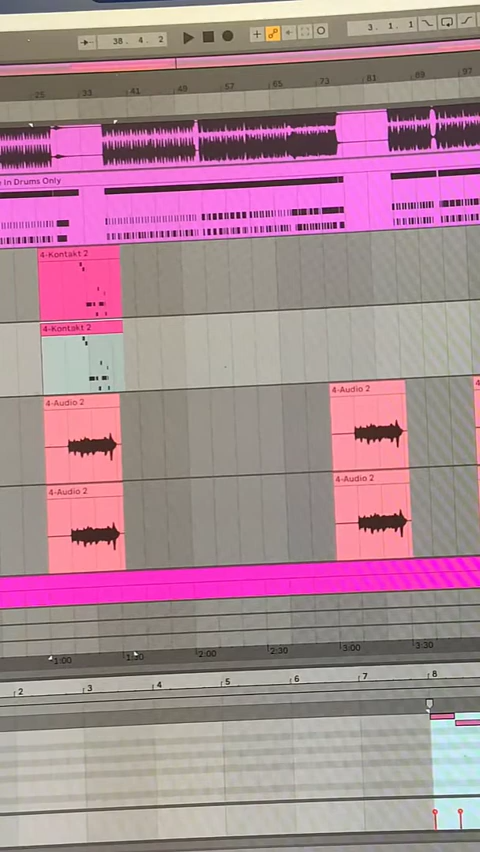 38. 4. 2
3. 1. 1
25 33 41 49 57 65 73 81 89 97
e In Drums Only
4-Kontakt 2
4-Kontakt 2
4-Audio 2 4-Audio 2 4
4-Audio 2 4-Audio 2
1:00 1:30 2:00 2:30 3:00 3:30
2 3 4 5 6 7 8